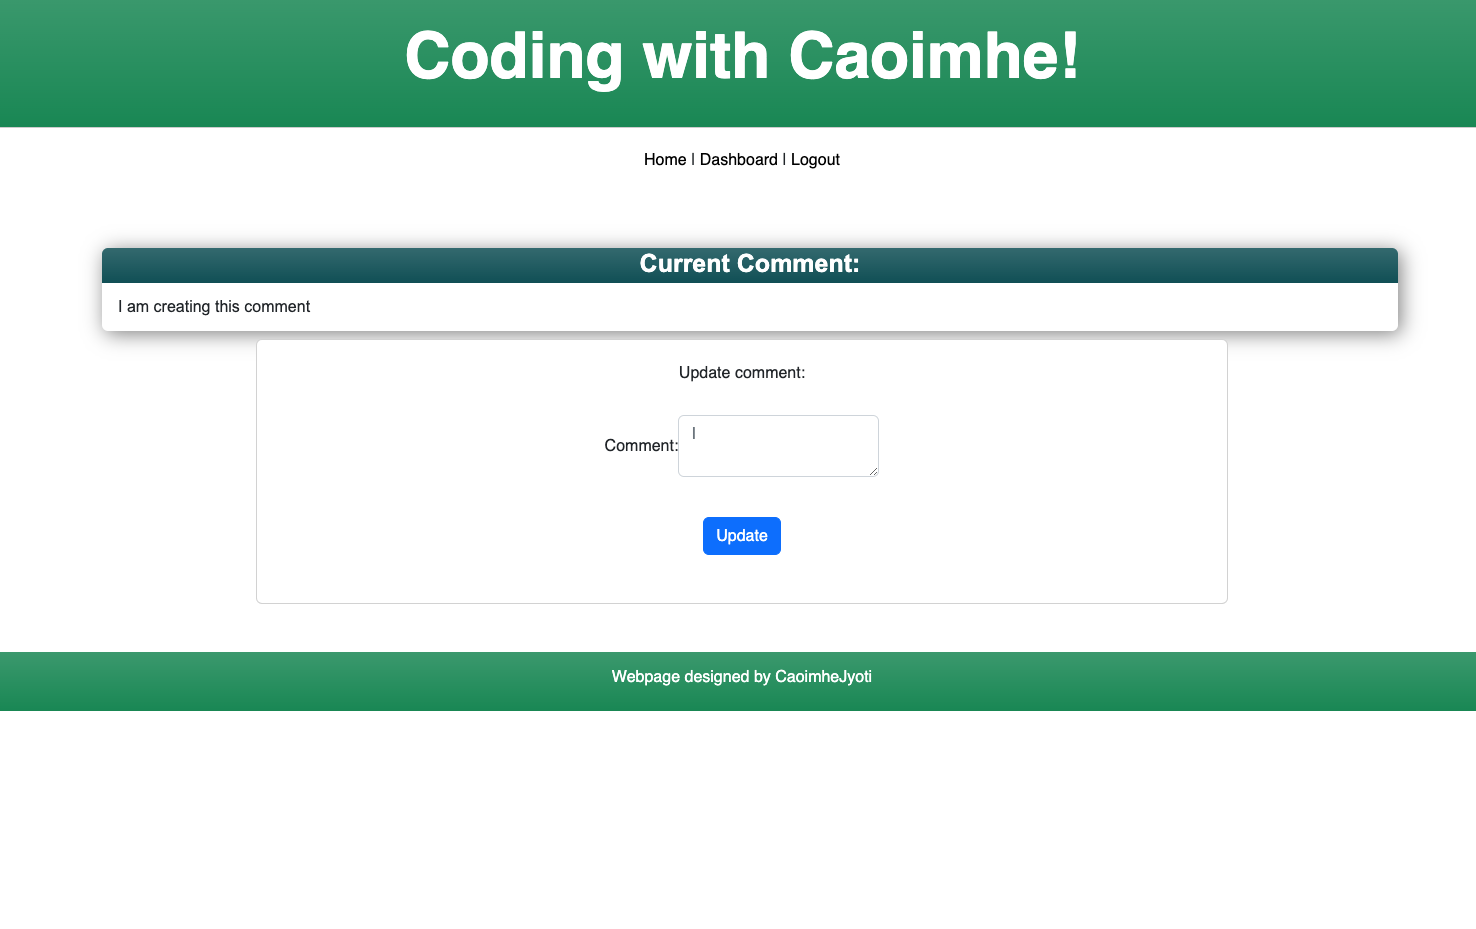 Coding with Caoimhe!
Home | Dashboard | Logout
Current Comment:
I am creating this comment
Update comment:
Comment:
Update
Webpage designed by CaoimheJyoti